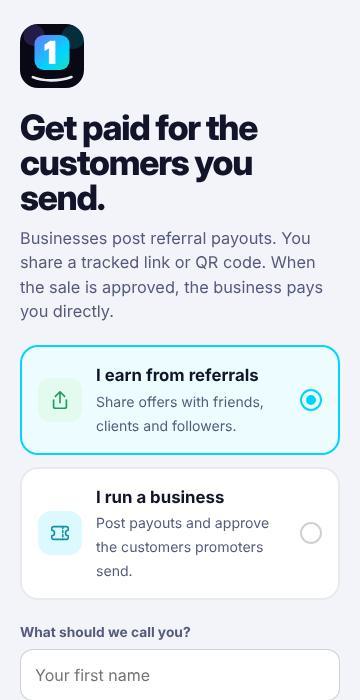 1
Get paid for the
customers you
send.
Businesses post referral payouts. You
share a tracked link or QR code. When
the sale is approved, the business pays
you directly.
I earn from referrals
Share offers with friends,
clients and followers.
I run a business
Post payouts and approve
the customers promoters
send.
What should we call you?
Your first name